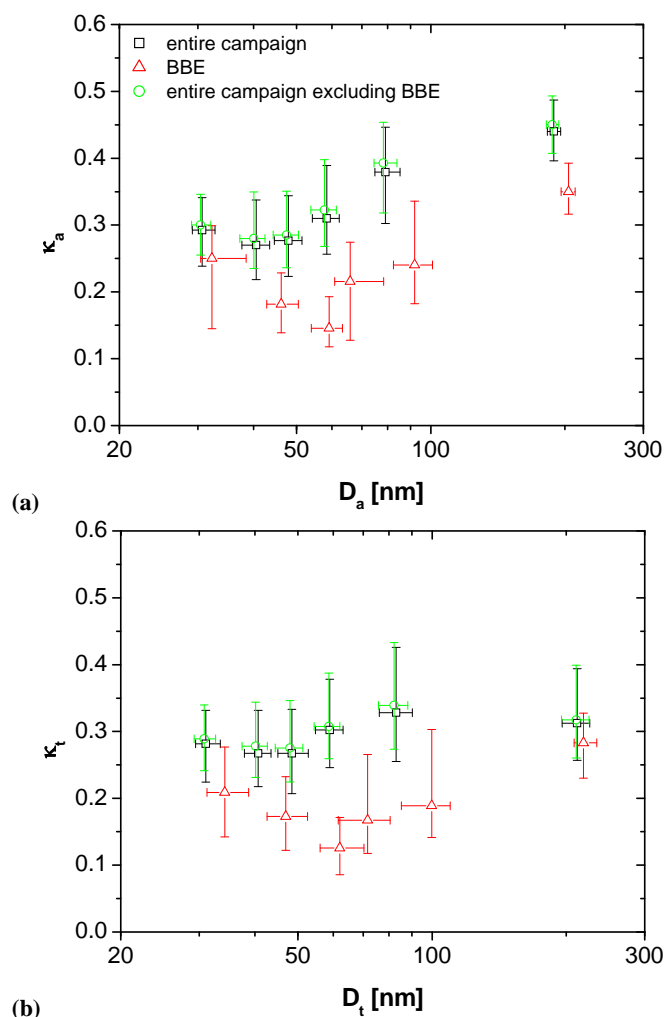 0.6
entire campaign
BBE
entire campaign excluding BBE
0.5
0.4
0.3
κa
0.2
0.1
0.0
20 50 100 300
Da [nm]
(a)
0.6
0.5
0.4
0.3
κt
0.2
0.1
0.0
20 50 100 300
Dt [nm]
(b)